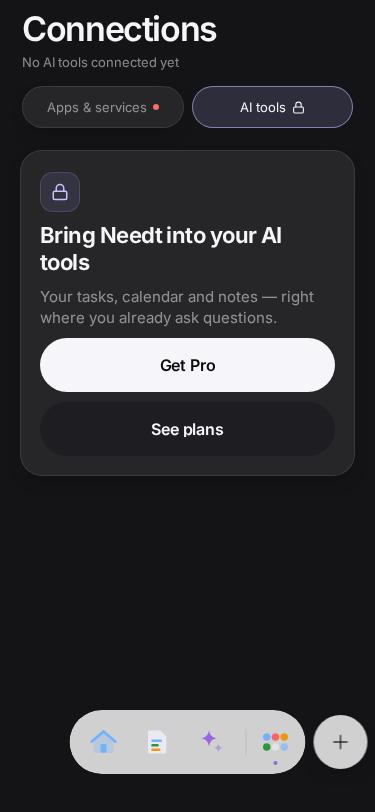 Connections
No AI tools connected yet
Apps & services
AI tools
Bring Needt into your AI
tools
Your tasks, calendar and notes — right
where you already ask questions.
Get Pro
See plans